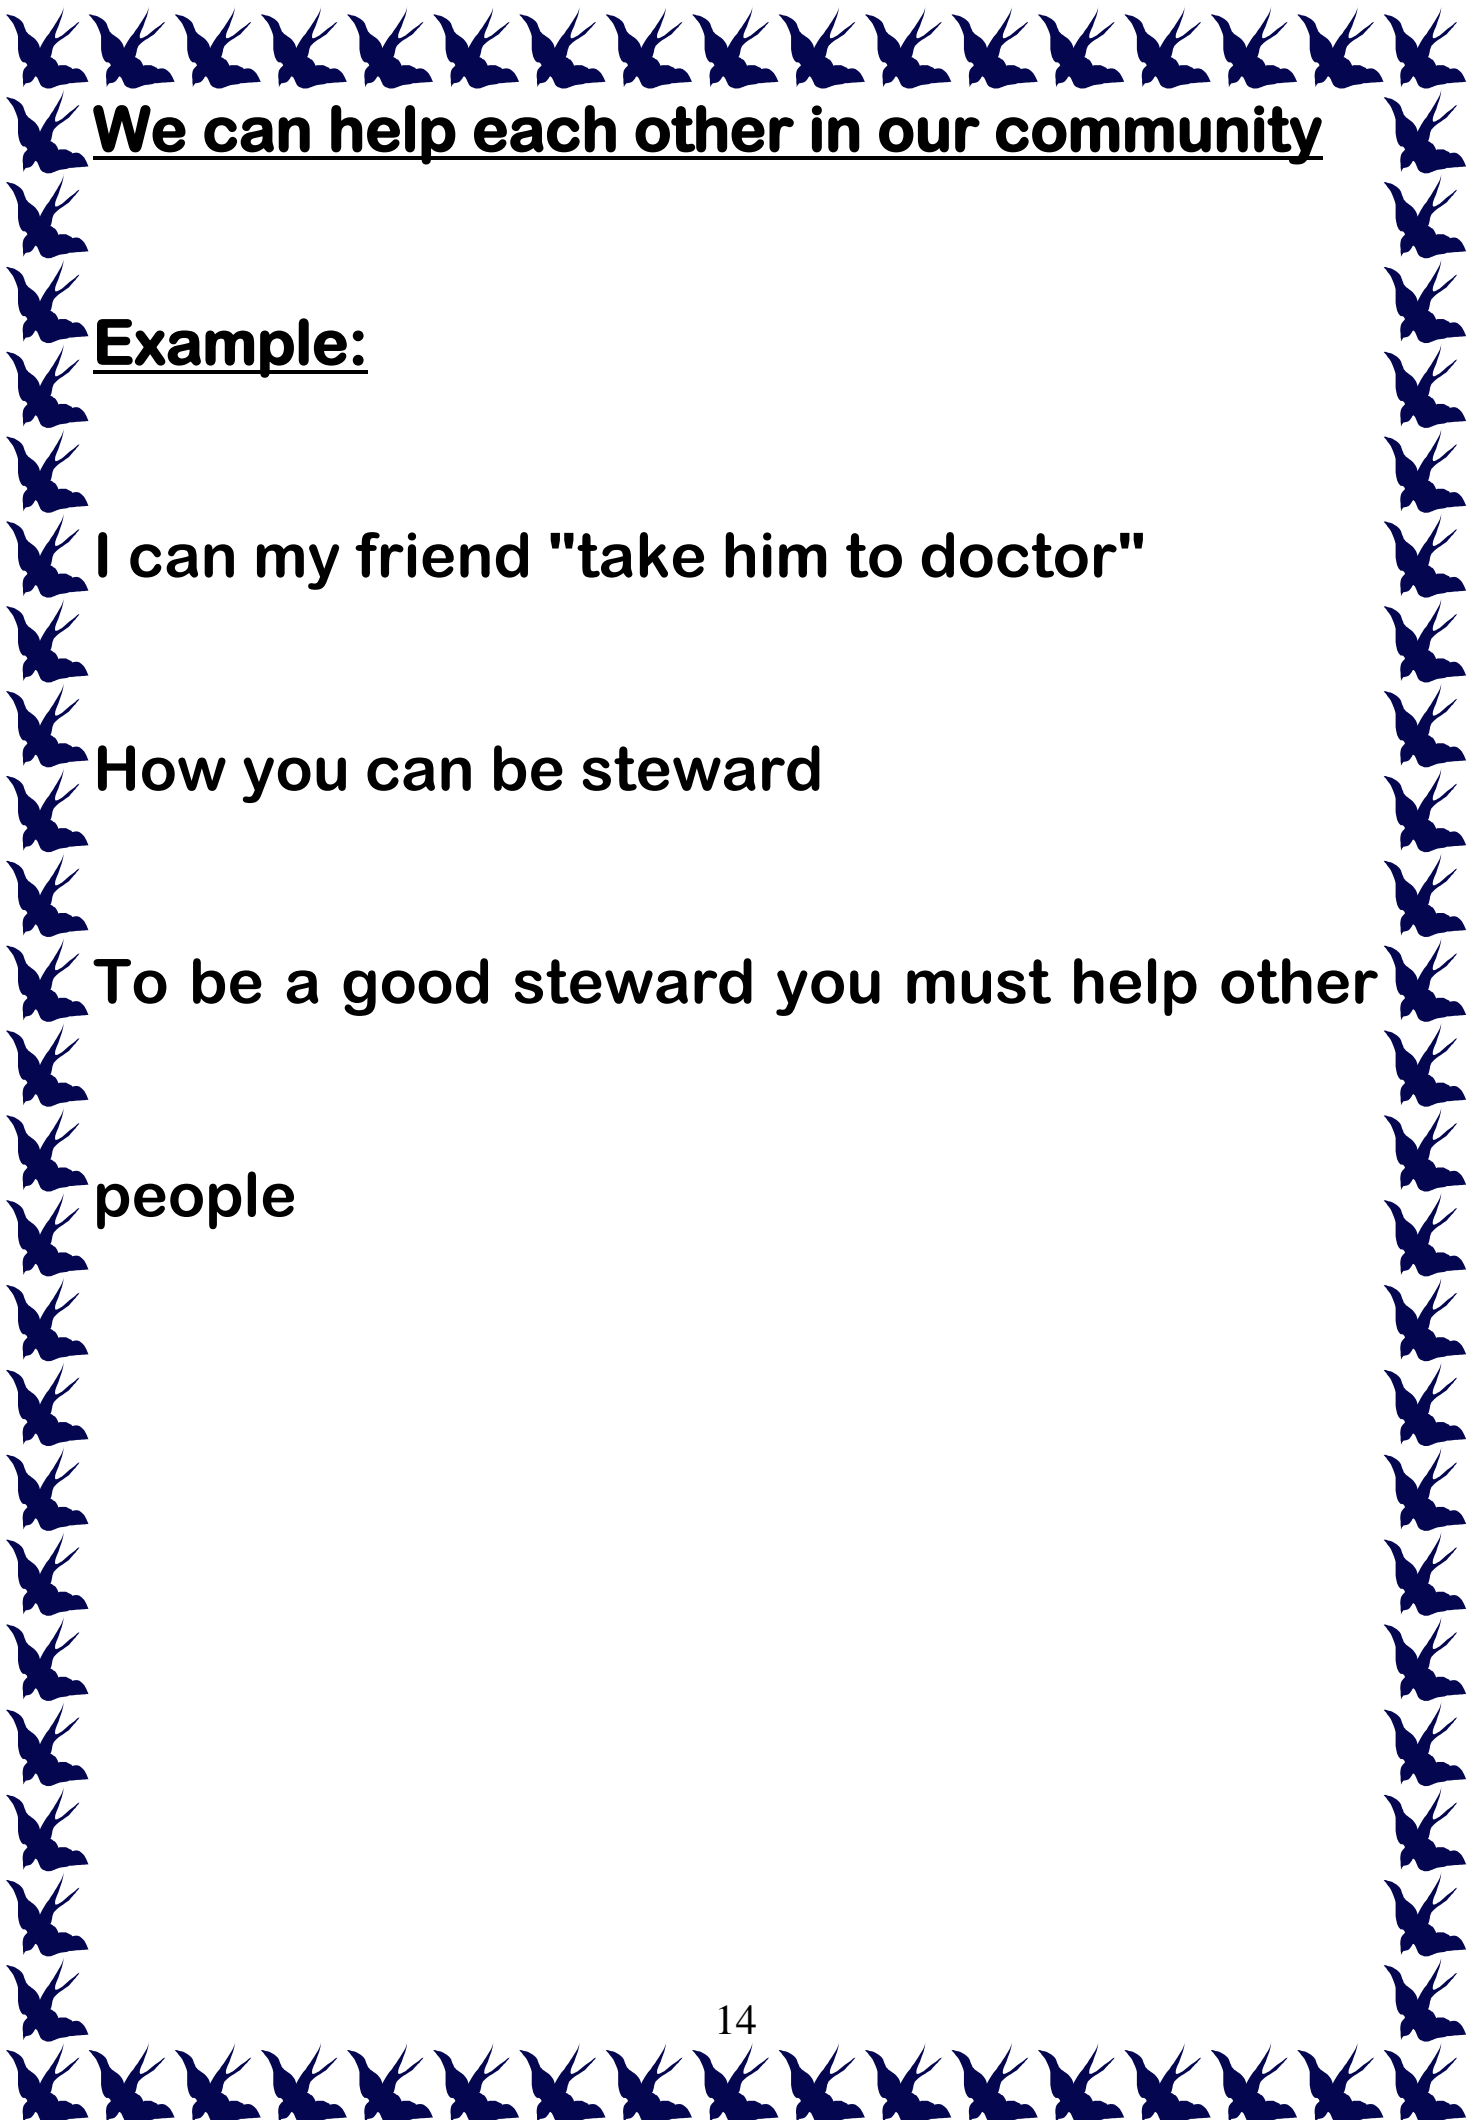 We can help each other in our community
Example:
I can my friend "take him to doctor"
How you can be steward
To be a good steward you must help other
people
14